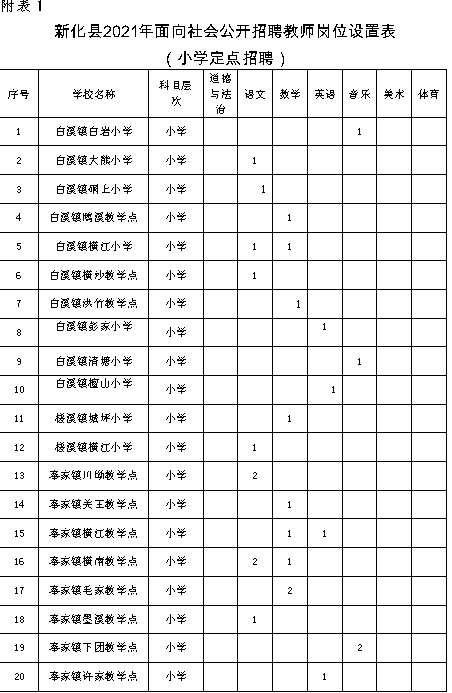 附表1
新化县2021年面向社会公开招聘教师岗位设置表
（小学定点招聘）
序号 学校名称 科目层次 道德与法治 语文 数学 英语 音乐 美术 体育
1 白溪镇白岩小学 小学 1
2 白溪镇大熊小学 小学 1
3 白溪镇硐上小学 小学 1
4 白溪镇鸭溪教学点 小学 1
5 白溪镇横江小学 小学 1 1
6 白溪镇横纱教学点 小学 1
7 白溪镇洪竹教学点 小学 1
8 白溪镇彭家小学 小学 1
9 白溪镇清塘小学 小学 1
10 白溪镇檀山小学 小学 1
11 槎溪镇城坪小学 小学 1
12 槎溪镇横江小学 小学 1
13 奉家镇川坳教学点 小学 2
14 奉家镇关王教学点 小学 1
15 奉家镇横江教学点 小学 1 1
16 奉家镇横南教学点 小学 2 1
17 奉家镇毛家教学点 小学 2
18 奉家镇墨溪教学点 小学 1
19 奉家镇下团教学点 小学 2
20 奉家镇许家教学点 小学 1